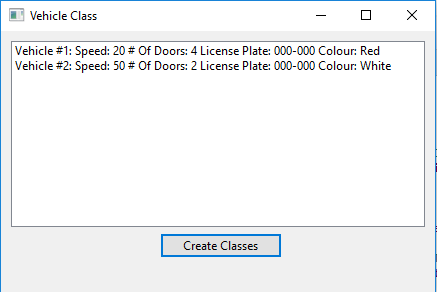 Vehicle Class
Vehicle #1: Speed: 20 # Of Doors: 4 License Plate: 000-000 Colour: Red
Vehicle #2: Speed: 50 # Of Doors: 2 License Plate: 000-000 Colour: White
Create Classes